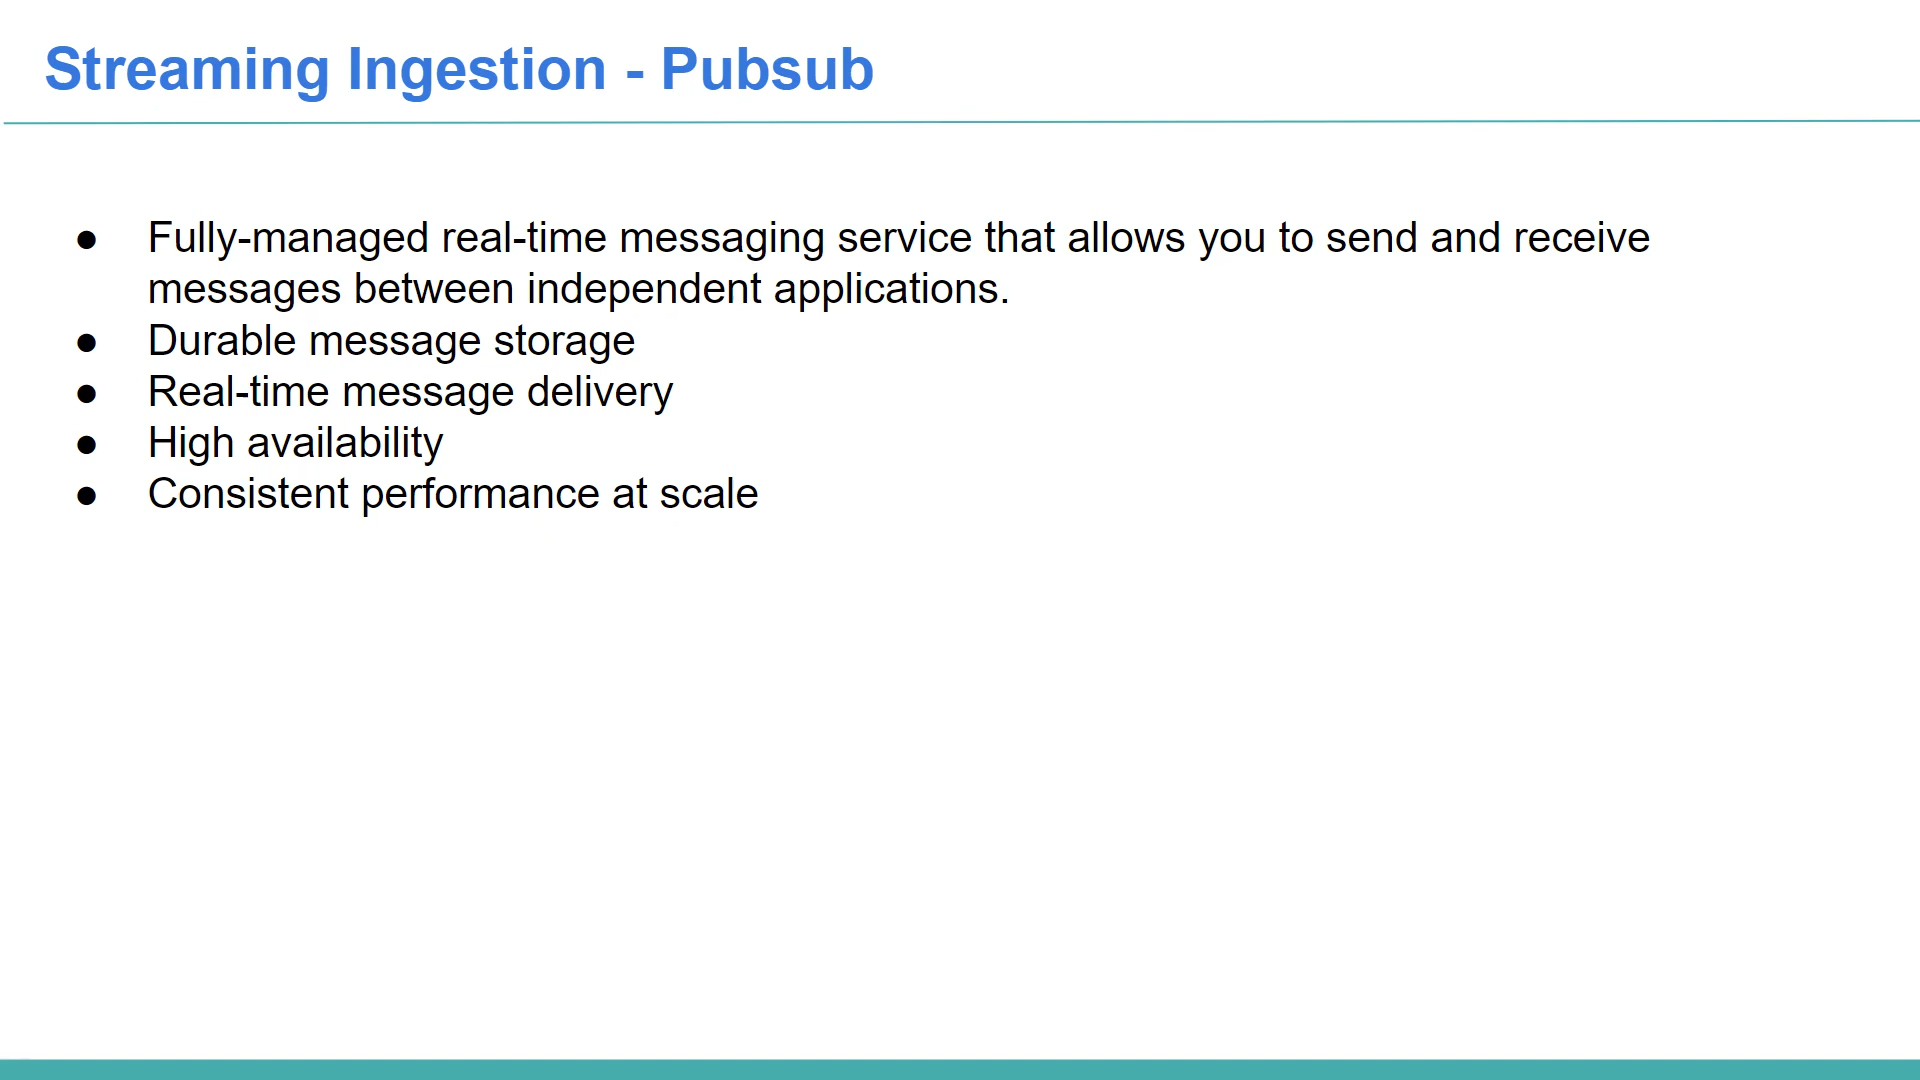 Streaming Ingestion - Pubsub
● Fully-managed real-time messaging service that allows you to send and receive
messages between independent applications.
● Durable message storage
● Real-time message delivery
● High availability
● Consistent performance at scale